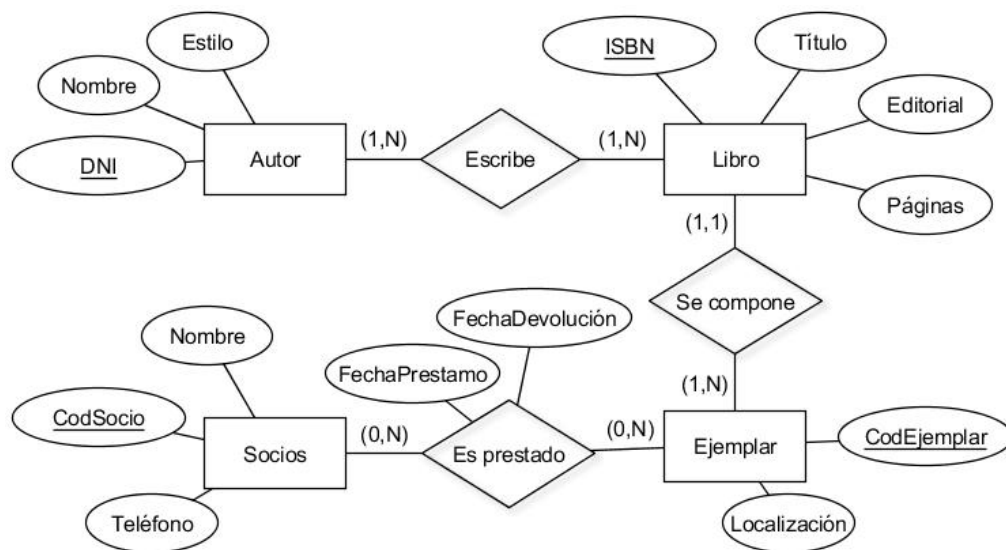 Estilo
Nombre
DNI
Autor
(1,N)
Escribe
(1,N)
ISBN
Título
Editorial
Libro
Páginas
(1,1)
Se compone
(1,N)
FechaDevolución
FechaPrestamo
Nombre
CodSocio
Socios
Teléfono
(0,N)
Es prestado
(0,N)
Ejemplar
CodEjemplar
Localización